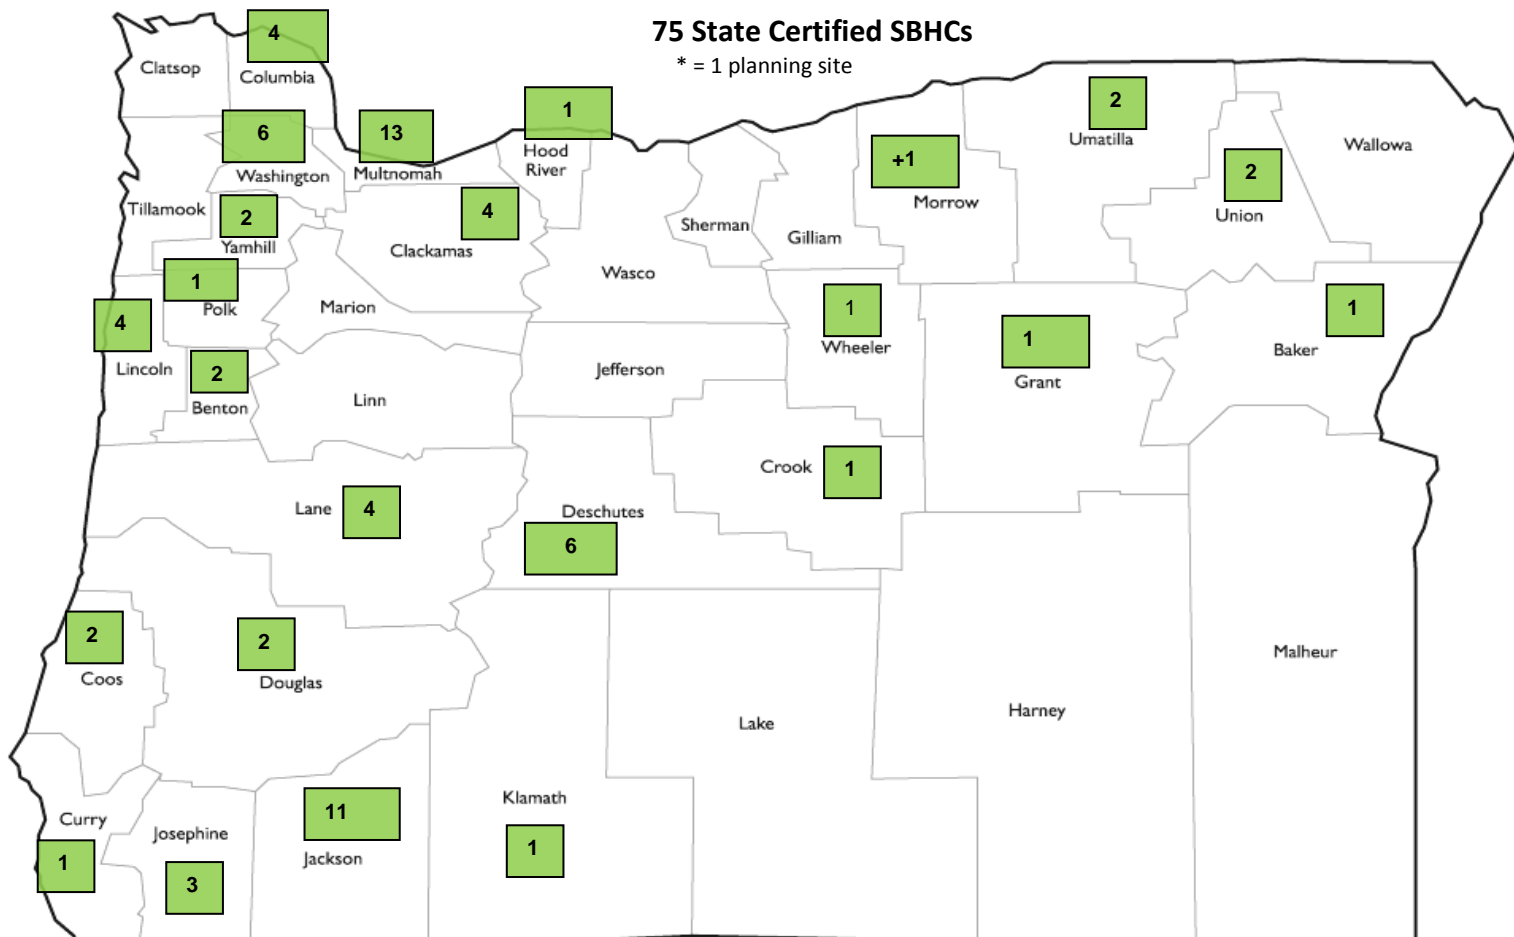 75 State Certified SBHCs
* = 1 planning site
4
Clatsop
Columbia
6
13
1
2
Washington
Multnomah
Hood
River
+1
Umatilla
Wallowa
2
Tillamook
2
Yamhill
4
Clackamas
Sherman
Gilliam
Morrow
Union
1
Polk
Marion
Wasco
1
Wheeler
1
Grant
1
Baker
4
Lincoln
2
Benton
Linn
Jefferson
Crook
1
Lane
4
Deschutes
6
2
Coos
2
Douglas
Malheur
Lake
Harney
Curry
1
Josephine
3
11
Jackson
Klamath
1